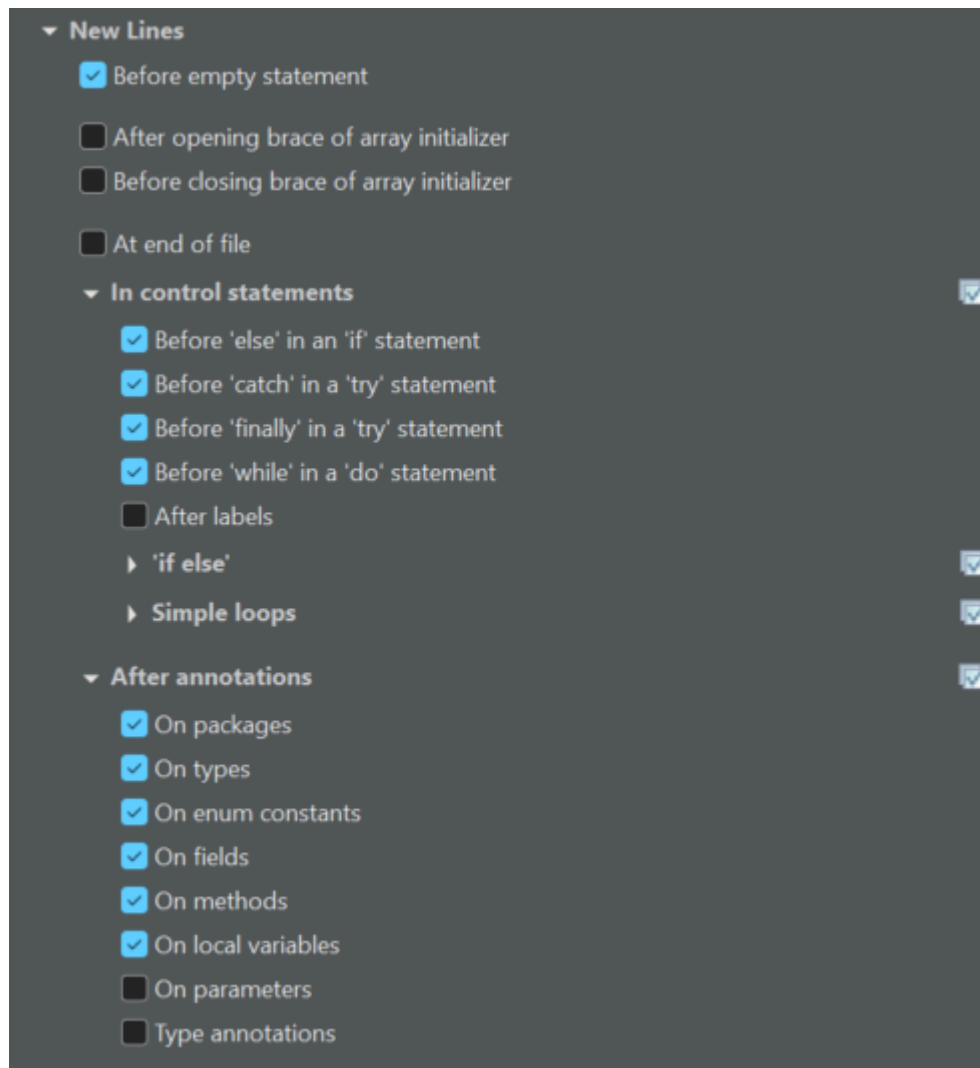 New Lines
Before empty statement
After opening brace of array initializer
Before closing brace of array initializer
At end of file
In control statements
Before 'else' in an 'if' statement
Before 'catch' in a 'try' statement
Before 'finally' in a 'try' statement
Before 'while' in a 'do' statement
After labels
'if else'
Simple loops
After annotations
On packages
On types
On enum constants
On fields
On methods
On local variables
On parameters
Type annotations